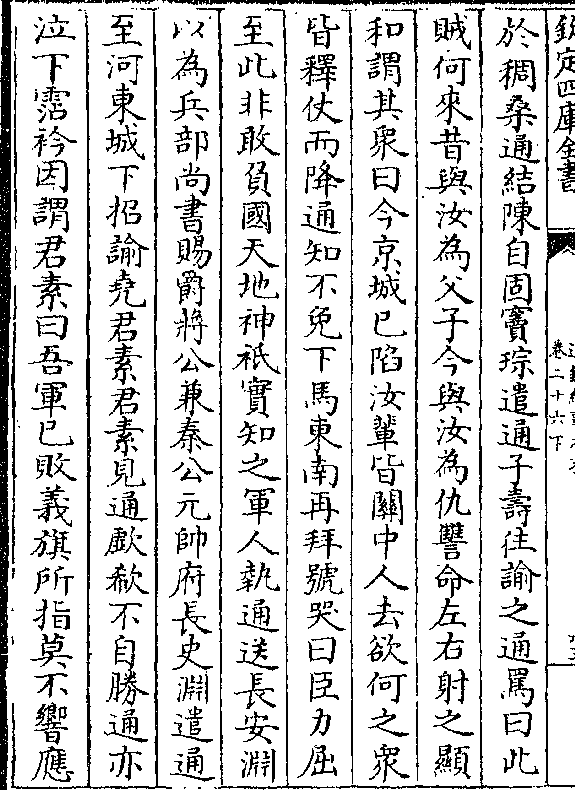 欽定四庫全書
卷二十六下
於稠桑通結陳自固竇琮遣通子壽往諭之通罵曰此
賊何來昔與汝為父子今與汝為仇讐命左右射之顯
和謂其衆曰今京城已陷汝輩皆關中人去欲何之衆
皆釋仗而降通知不免下馬東南再拜號哭曰臣力屈
至此非敢負國天地神祇實知之軍人執通送長安淵
以為兵部尚書賜爵蔣公兼秦公元帥府長史淵遣通
至河東城下招諭堯君素君素見通歔欷不自勝通亦
泣下霑衿因謂君素曰吾軍已敗義旗所指莫不響應